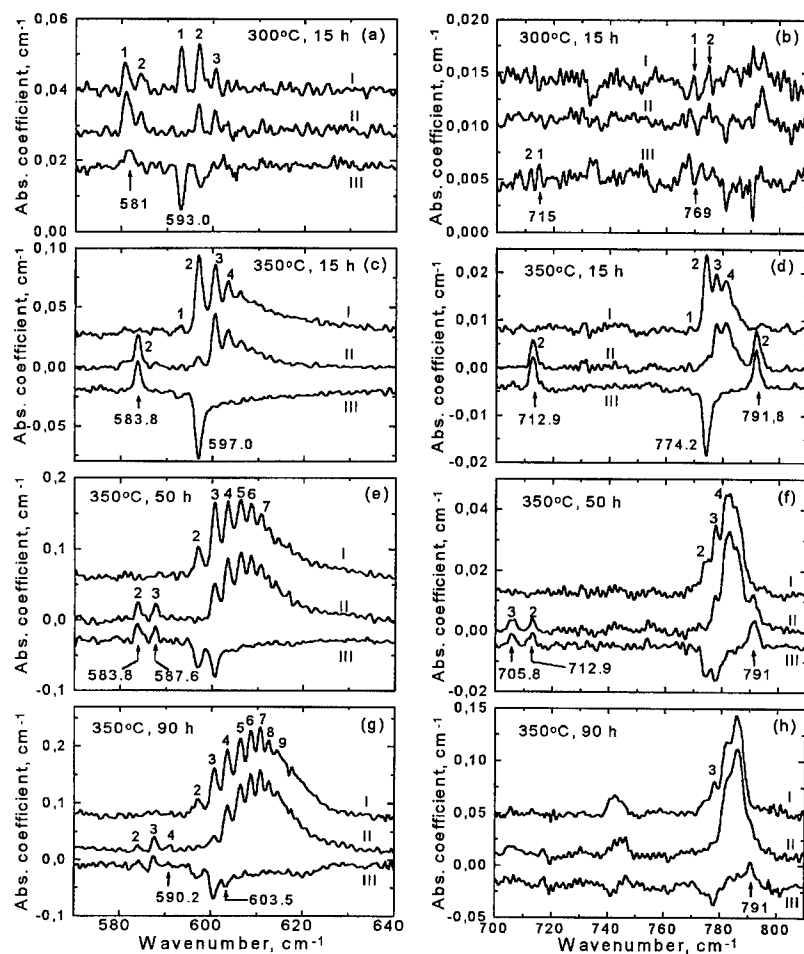 300°C, 15 h (a)
Abs. coefficient, cm⁻¹
0,06
0,04
0,02
0,00
1 2 1 2 3
I
II
III
581
593.0
300°C, 15 h (b)
Abs. coefficient, cm⁻¹
0,020
0,015
0,010
0,005
0,000
1 2
I
II
III
2 1
715
769
350°C, 15 h (c)
Abs. coefficient, cm⁻¹
0,10
0,05
0,00
-0,05
1 2 3 4
I
2
II
III
583.8
597.0
350°C, 15 h (d)
Abs. coefficient, cm⁻¹
0,02
0,01
0,00
-0,01
-0,02
1 2 3 4
I
2 2
II
III
712.9
774.2
791,8
350°C, 50 h (e)
Abs. coefficient, cm⁻¹
0,2
0,1
0,0
-0,1
2 3 4 5 6 7
I
2 3
II
III
583.8
587.6
350°C, 50 h (f)
Abs. coefficient, cm⁻¹
0,04
0,02
0,00
-0,02
2 3 4
I
3 2
II
III
705.8
712.9
791
350°C, 90 h (g)
Abs. coefficient, cm⁻¹
0,2
0,1
0,0
-0,1
2 3 4 5 6 7 8 9
I
2 3 4
II
III
590.2
603.5
580 600 620 640
Wavenumber, cm⁻¹
350°C, 90 h (h)
Abs. coefficient, cm⁻¹
0,15
0,10
0,05
0,00
-0,05
3
I
II
III
791
700 720 740 760 780 800
Wavenumber, cm⁻¹